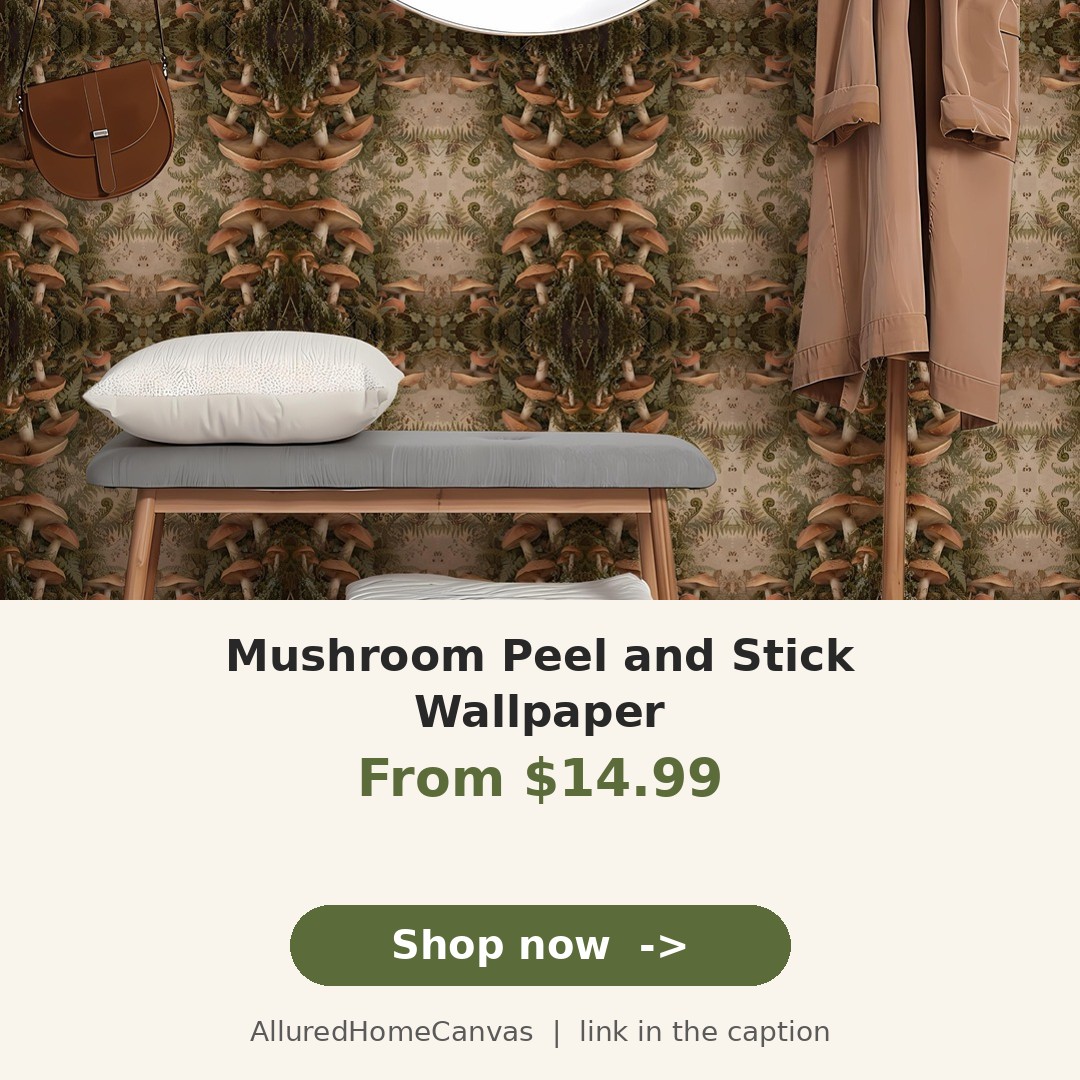 Mushroom Peel and Stick
Wallpaper
From $14.99
Shop now  ->
AlluredHomeCanvas  |  link in the caption